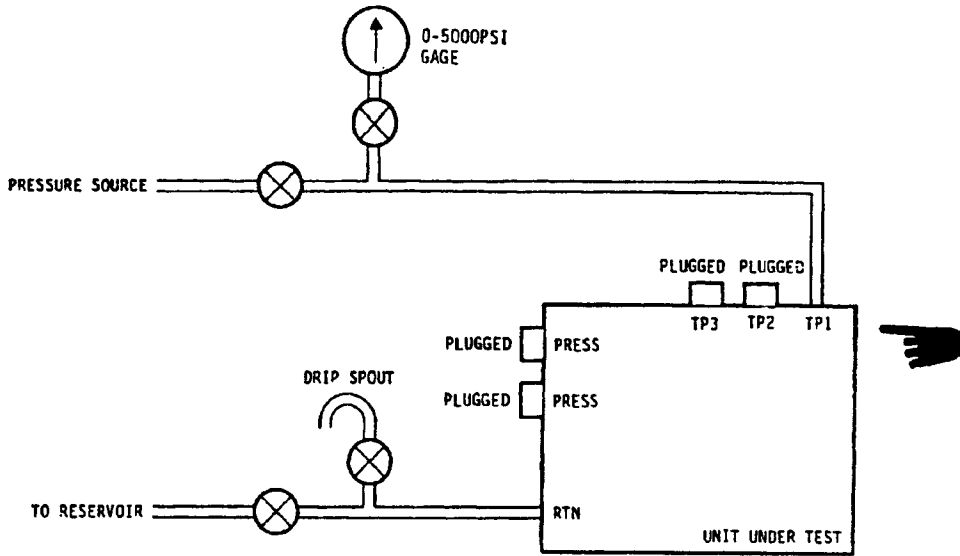 0-5000PSI
GAGE
PRESSURE SOURCE
PLUGGED PLUGGED
TP3 TP2 TP1
PLUGGED PRESS
DRIP SPOUT
PLUGGED PRESS
TO RESERVOIR
RTN
UNIT UNDER TEST